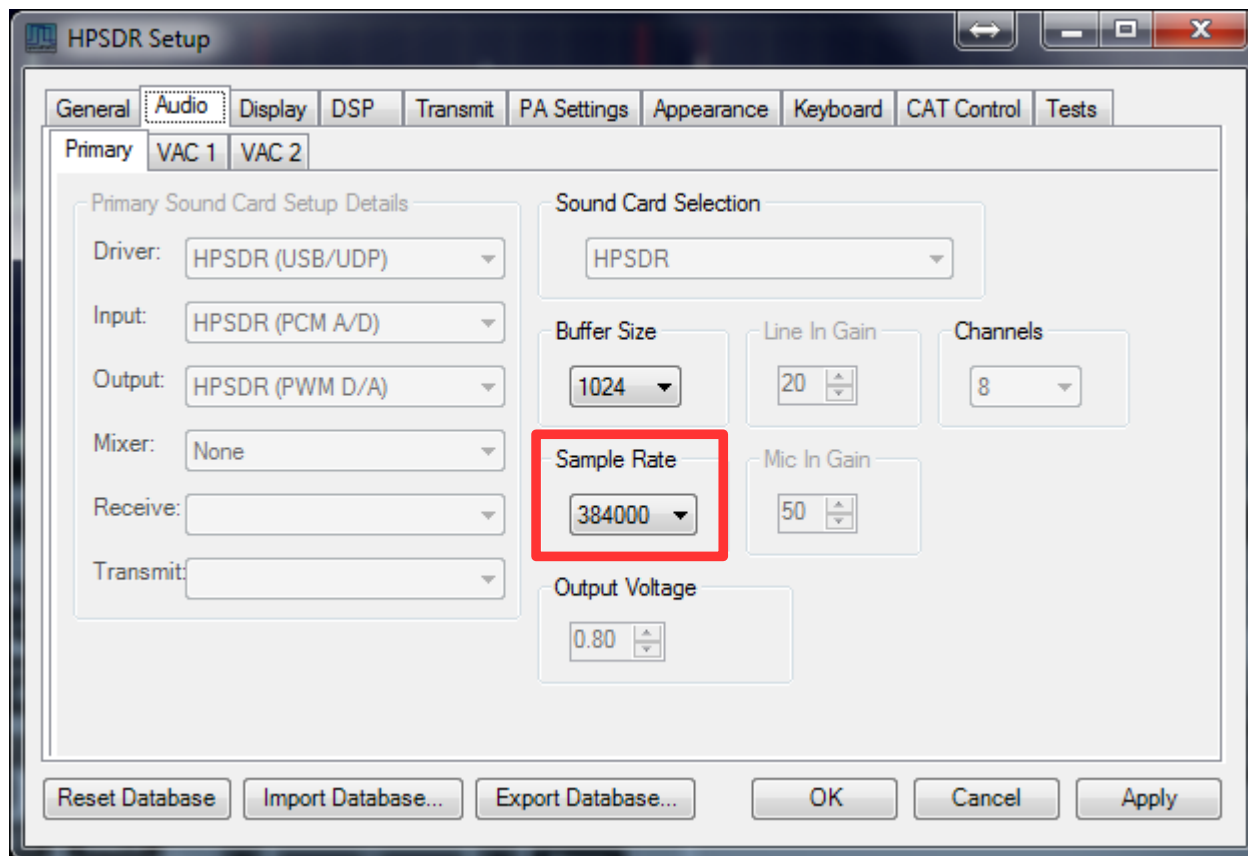 HPSDR Setup
General Audio Display DSP Transmit PA Settings Appearance Keyboard CAT Control Tests
Primary VAC 1 VAC 2
Primary Sound Card Setup Details
Driver: HPSDR (USB/UDP)
Input: HPSDR (PCM A/D)
Output: HPSDR (PWM D/A)
Mixer: None
Receive:
Transmit:
Sound Card Selection
HPSDR
Buffer Size
1024
Line In Gain
20
Channels
8
Sample Rate
384000
Mic In Gain
50
Output Voltage
0.80
Reset Database Import Database... Export Database... OK Cancel Apply